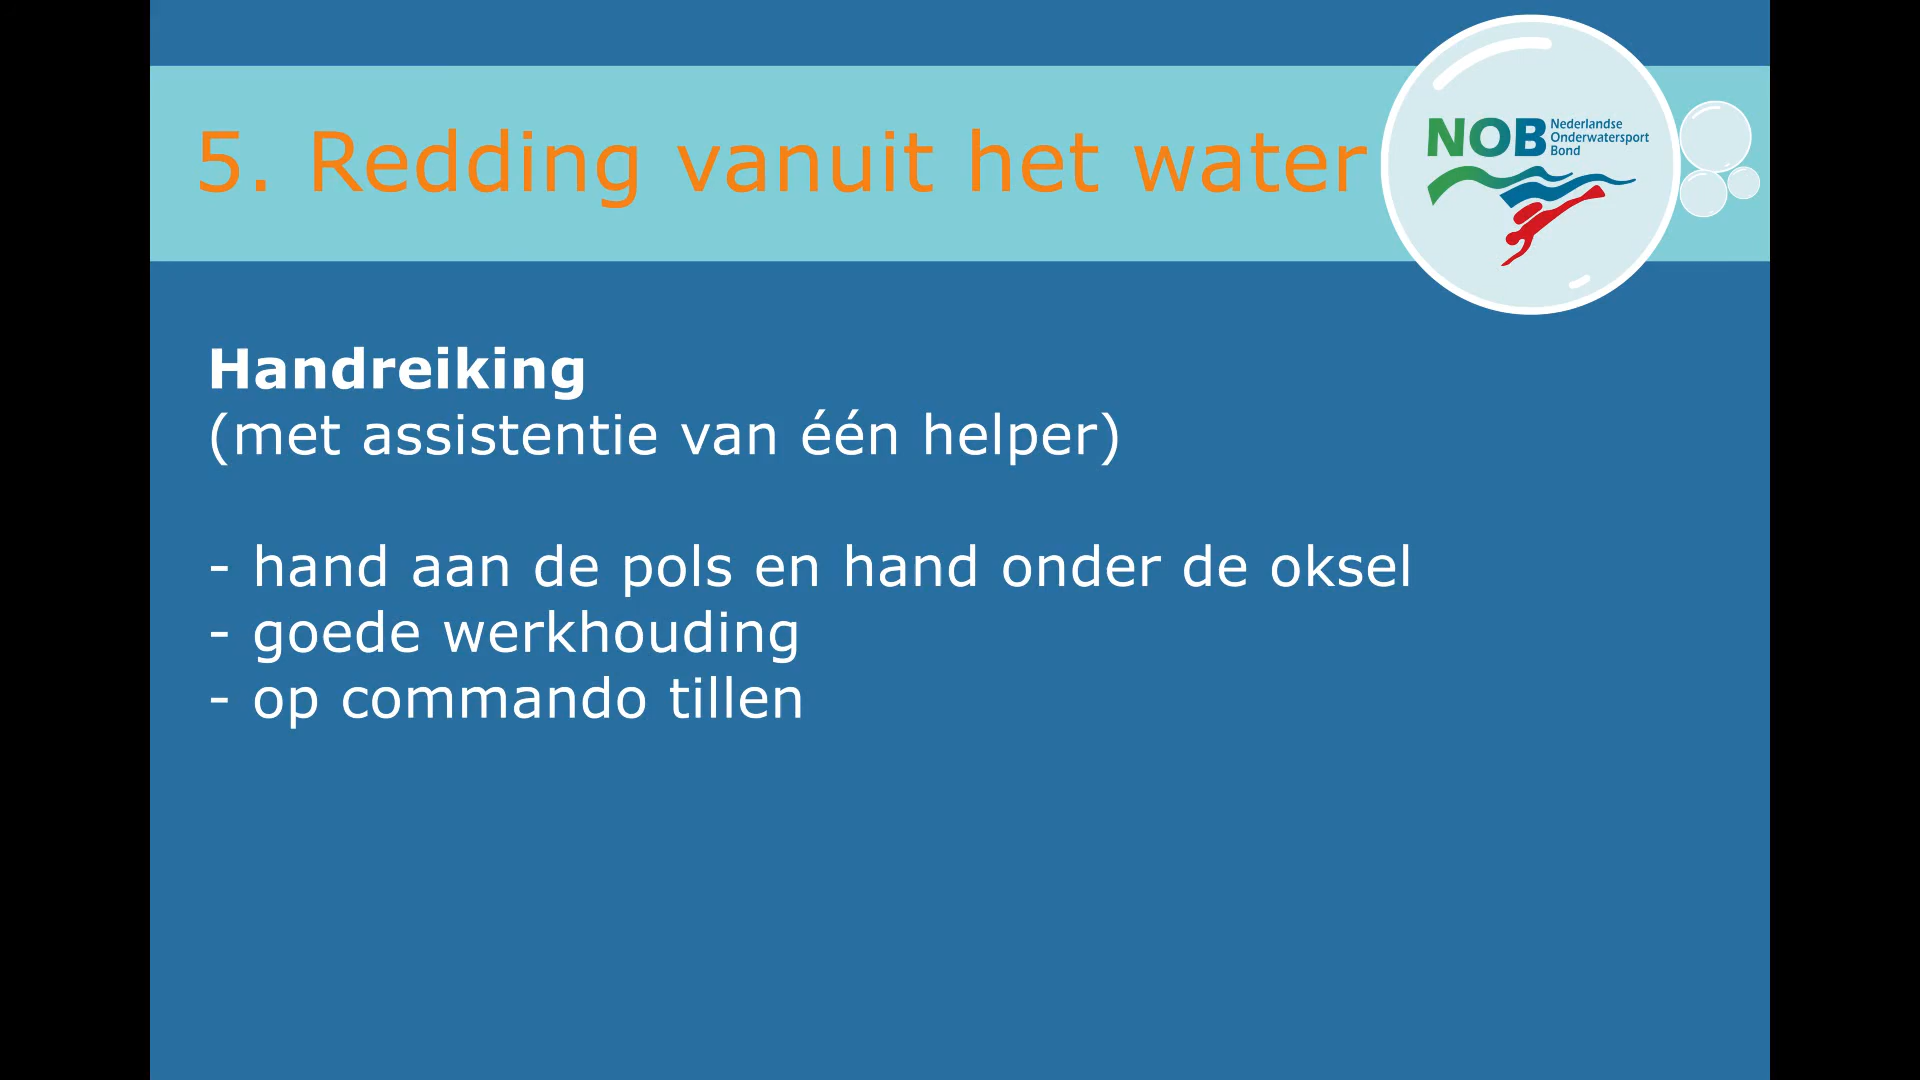 5. Redding vanuit het water
NOB Nederlandse
Onderwatersport
Bond
Handreiking
(met assistentie van één helper)
- hand aan de pols en hand onder de oksel
- goede werkhouding
- op commando tillen